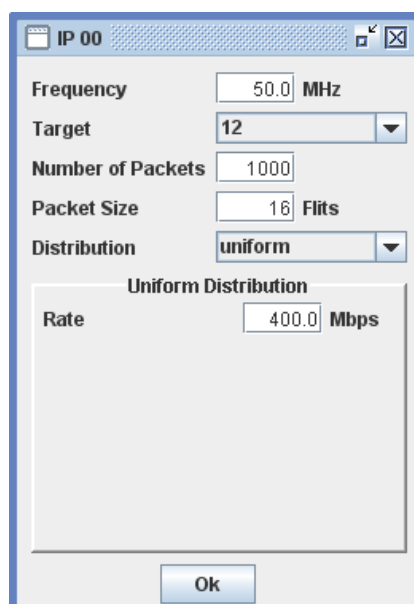 IP 00
Frequency 50.0 MHz
Target 12
Number of Packets 1000
Packet Size 16 Flits
Distribution uniform
Uniform Distribution
Rate 400.0 Mbps
Ok